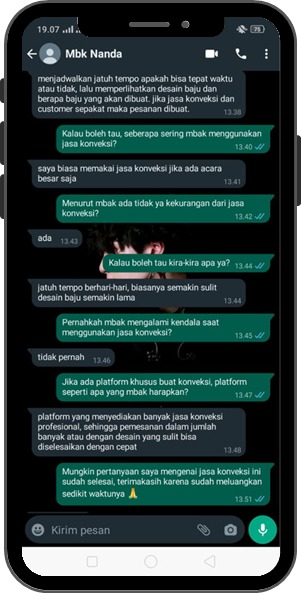 19.07
75
Mbk Nanda
menjadwalkan jatuh tempo apakah bisa tepat waktu
atau tidak, lalu memperlihatkan desain baju dan
berapa baju yang akan dibuat. jika jasa konveksi dan
customer sepakat maka pesanan dibuat.
13.38
Kalau boleh tau, seberapa sering mbak menggunakan
jasa konveksi?
13.40
saya biasa memakai jasa konveksi jika ada acara
besar saja
13.41
Menurut mbak ada tidak ya kekurangan dari jasa
konveksi?
13.42
ada
13.43
Kalau boleh tau kira-kira apa ya?
13.44
jatuh tempo berhari-hari, biasanya semakin sulit
desain baju semakin lama
13.44
Pernahkah mbak mengalami kendala saat
menggunakan jasa konveksi?
13.45
tidak pernah
13.46
Jika ada platform khusus buat konveksi, platform
seperti apa yang mbak harapkan?
13.47
platform yang menyediakan banyak jasa konveksi
profesional, sehingga pemesanan dalam jumlah
banyak atau dengan desain yang sulit bisa
diselesaikan dengan cepat
13.48
Mungkin pertanyaan saya mengenai jasa konveksi ini
sudah selesai, terimakasih karena sudah meluangkan
sedikit waktunya 🙏
13.51
Kirim pesan